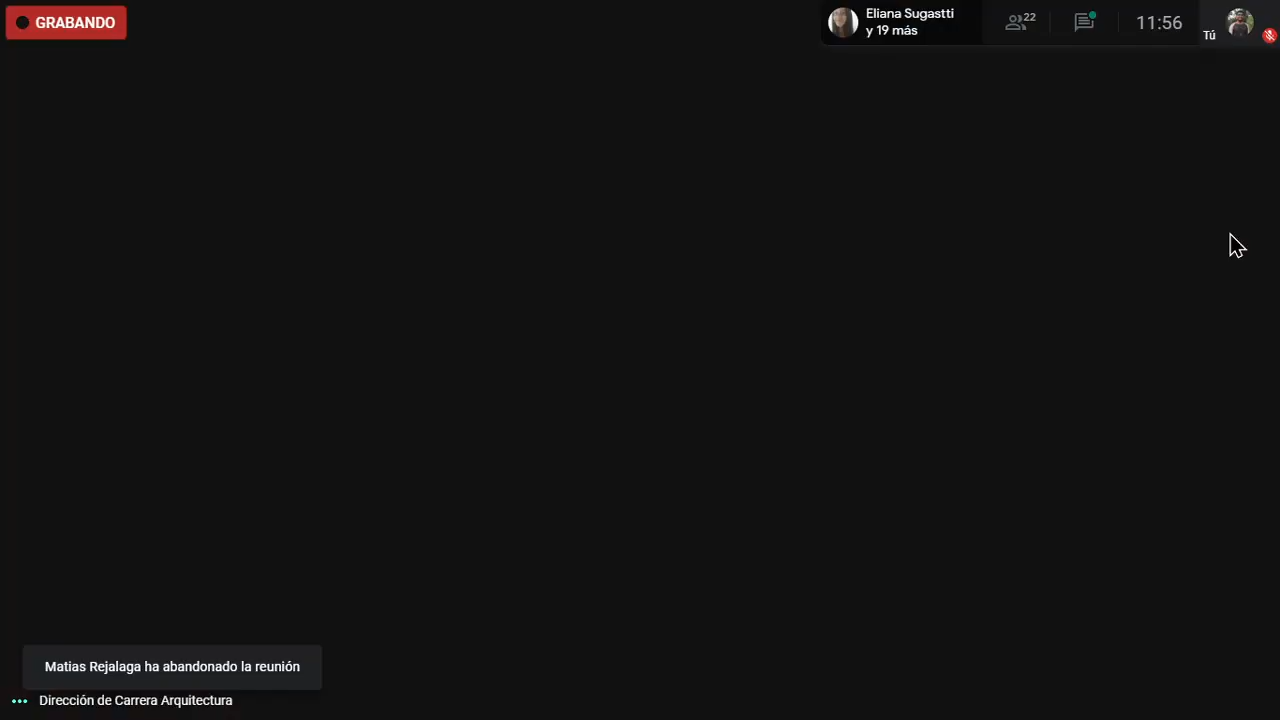 GRABANDO
Eliana Sugastti
y 19 más
22
11:56
Tú
Matias Rejalaga ha abandonado la reunión
Dirección de Carrera Arquitectura